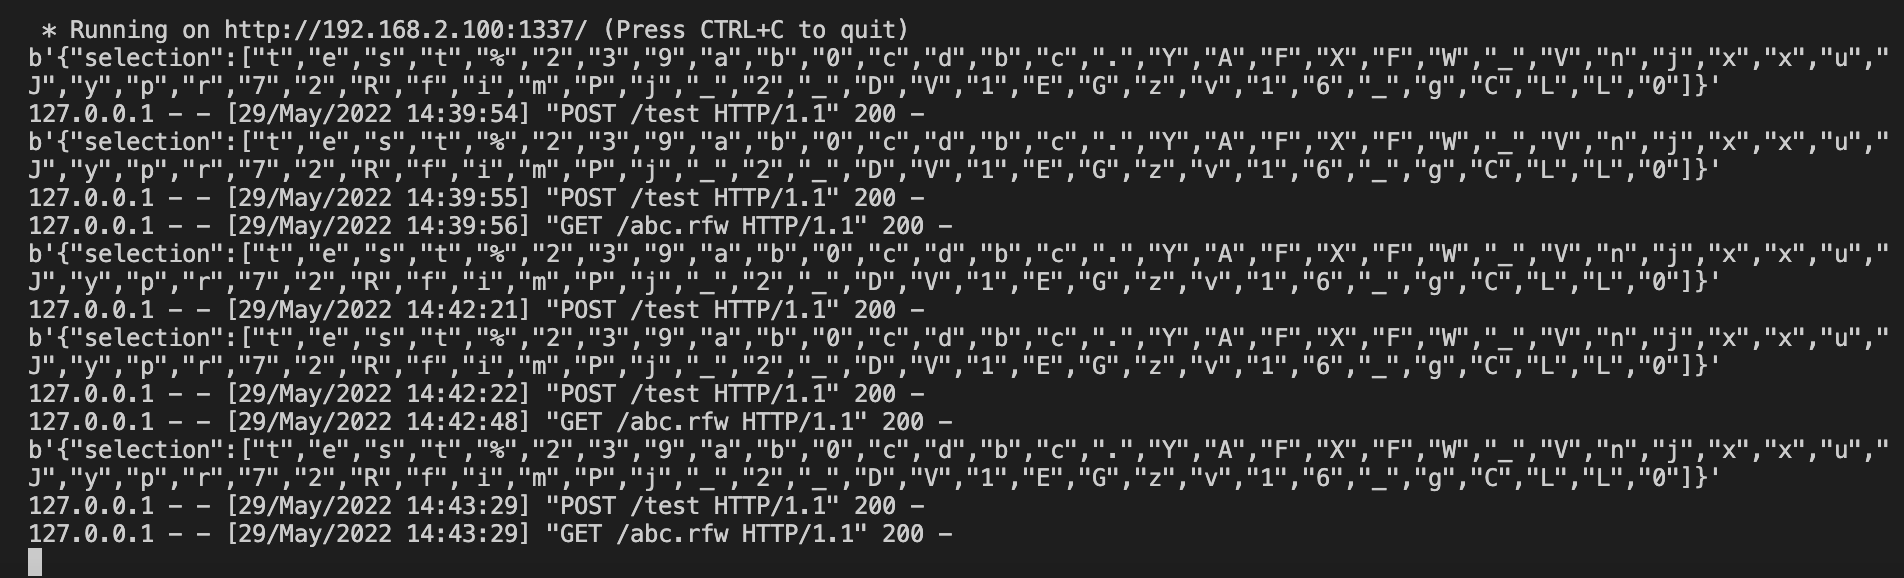 * Running on http://192.168.2.100:1337/ (Press CTRL+C to quit)
b'{"selection":["t","e","s","t","%","2","3","9","a","b","0","c","d","b","c",".","Y","A","F","X","F","W","_","V","n","j","x","x","u","
J","y","p","r","7","2","R","f","i","m","P","j","_","2","_","D","V","1","E","G","z","v","1","6","_","g","C","L","L","0"]}'
127.0.0.1 - - [29/May/2022 14:39:54] "POST /test HTTP/1.1" 200 -
b'{"selection":["t","e","s","t","%","2","3","9","a","b","0","c","d","b","c",".","Y","A","F","X","F","W","_","V","n","j","x","x","u","
J","y","p","r","7","2","R","f","i","m","P","j","_","2","_","D","V","1","E","G","z","v","1","6","_","g","C","L","L","0"]}'
127.0.0.1 - - [29/May/2022 14:39:55] "POST /test HTTP/1.1" 200 -
127.0.0.1 - - [29/May/2022 14:39:56] "GET /abc.rfw HTTP/1.1" 200 -
b'{"selection":["t","e","s","t","%","2","3","9","a","b","0","c","d","b","c",".","Y","A","F","X","F","W","_","V","n","j","x","x","u","
J","y","p","r","7","2","R","f","i","m","P","j","_","2","_","D","V","1","E","G","z","v","1","6","_","g","C","L","L","0"]}'
127.0.0.1 - - [29/May/2022 14:42:21] "POST /test HTTP/1.1" 200 -
b'{"selection":["t","e","s","t","%","2","3","9","a","b","0","c","d","b","c",".","Y","A","F","X","F","W","_","V","n","j","x","x","u","
J","y","p","r","7","2","R","f","i","m","P","j","_","2","_","D","V","1","E","G","z","v","1","6","_","g","C","L","L","0"]}'
127.0.0.1 - - [29/May/2022 14:42:22] "POST /test HTTP/1.1" 200 -
127.0.0.1 - - [29/May/2022 14:42:48] "GET /abc.rfw HTTP/1.1" 200 -
b'{"selection":["t","e","s","t","%","2","3","9","a","b","0","c","d","b","c",".","Y","A","F","X","F","W","_","V","n","j","x","x","u","
J","y","p","r","7","2","R","f","i","m","P","j","_","2","_","D","V","1","E","G","z","v","1","6","_","g","C","L","L","0"]}'
127.0.0.1 - - [29/May/2022 14:43:29] "POST /test HTTP/1.1" 200 -
127.0.0.1 - - [29/May/2022 14:43:29] "GET /abc.rfw HTTP/1.1" 200 -